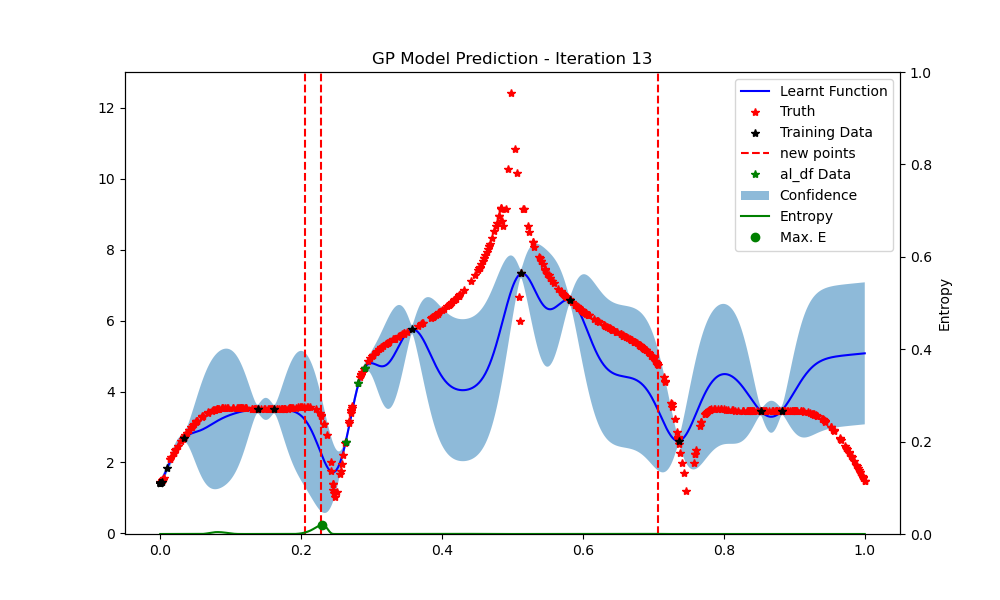 GP Model Prediction - Iteration 13
12
10
8
6
4
2
0
0.0
0.2
0.4
0.6
0.8
1.0
1.0
0.8
0.6
0.4
0.2
0.0
Entropy
Learnt Function
Truth
Training Data
new points
al_df Data
Confidence
Entropy
Max. E